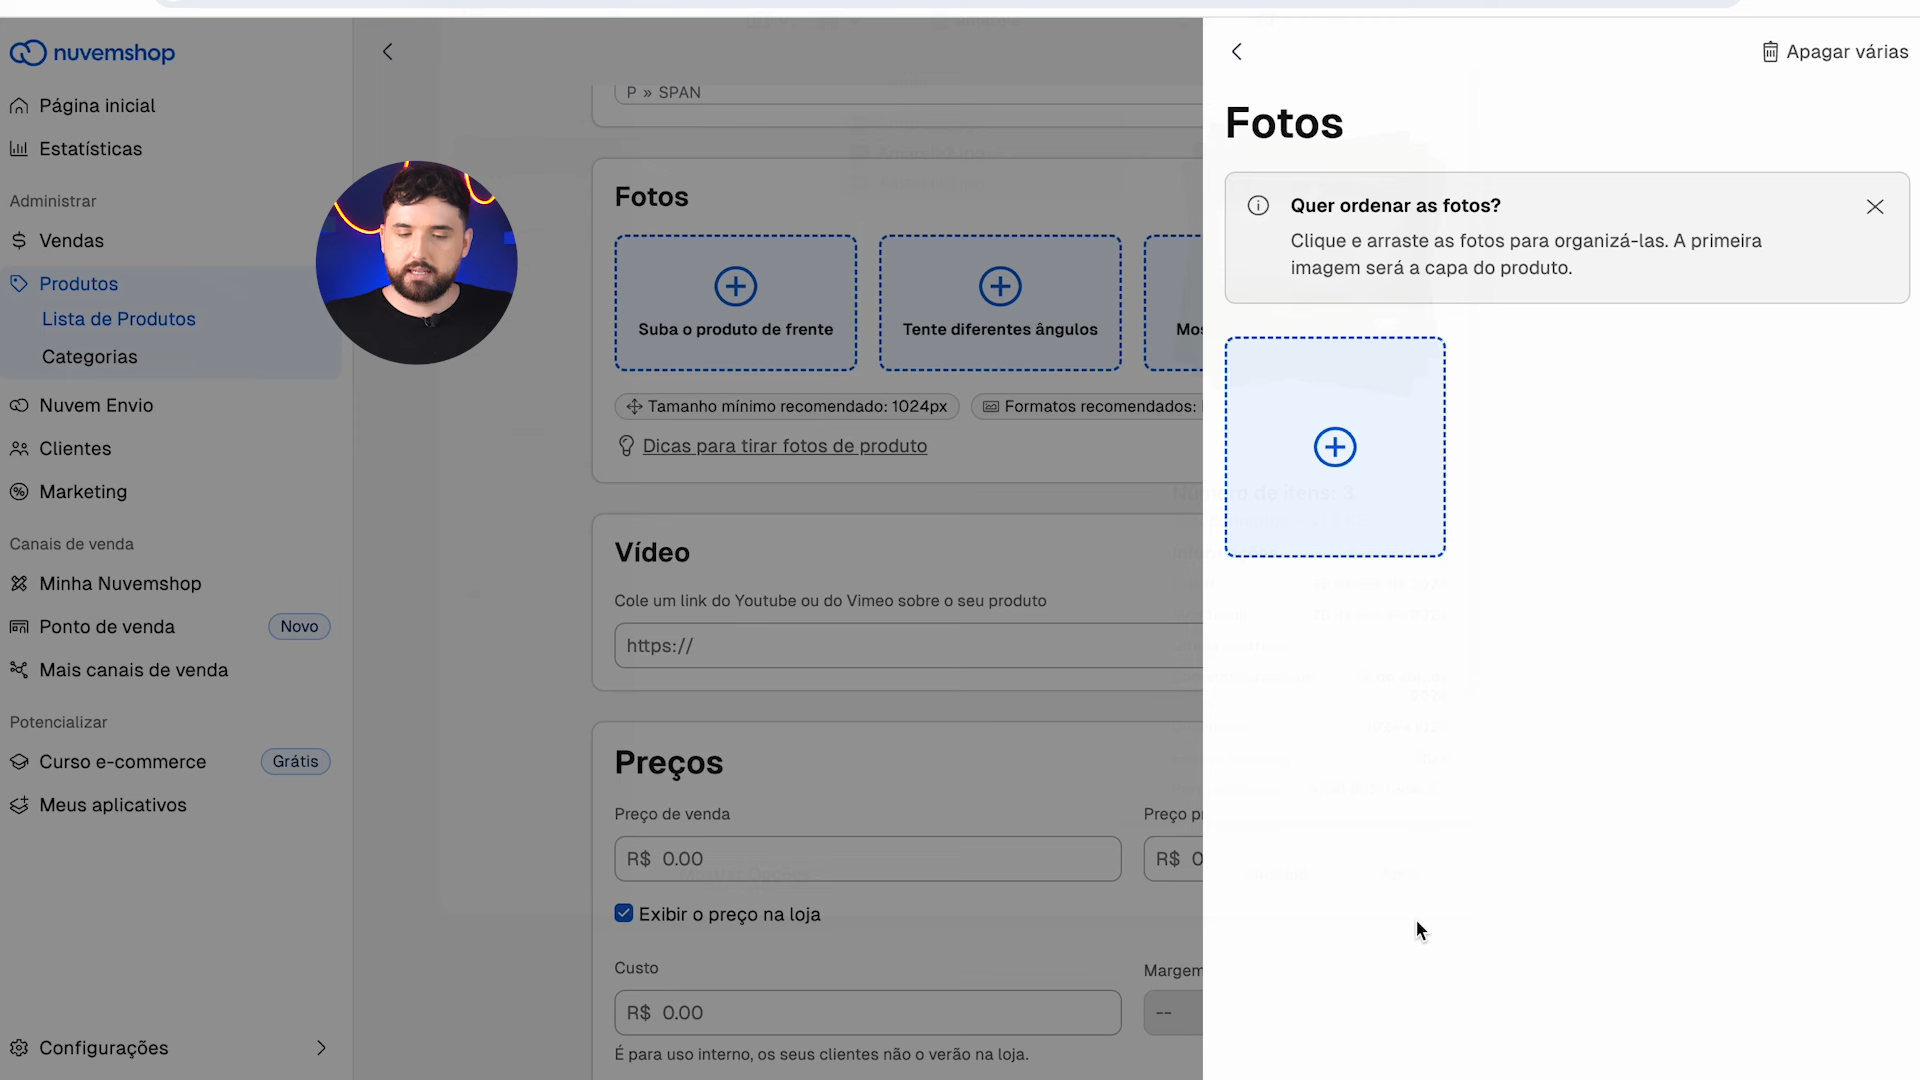 nuvemshop
Página inicial
Estatísticas
Administrar
Vendas
Produtos
Lista de Produtos
Categorias
Nuvem Envio
Clientes
Marketing
Canais de venda
Minha Nuvemshop
Ponto de venda
Novo
Mais canais de venda
Potencializar
Curso e-commerce
Grátis
Meus aplicativos
Configurações
P » SPAN
Fotos
Suba o produto de frente
Tente diferentes ângulos
Mos
Tamanho mínimo recomendado: 1024px
Formatos recomendados:
Dicas para tirar fotos de produto
Vídeo
Cole um link do Youtube ou do Vimeo sobre o seu produto
https://
Preços
Preço de venda
Preço p
R$ 0.00
R$ 0
Exibir o preço na loja
Custo
Margem
R$ 0.00
--
É para uso interno, os seus clientes não o verão na loja.
Apagar várias
Fotos
Quer ordenar as fotos?
Clique e arraste as fotos para organizá-las. A primeira
imagem será a capa do produto.
Número de itens: 3